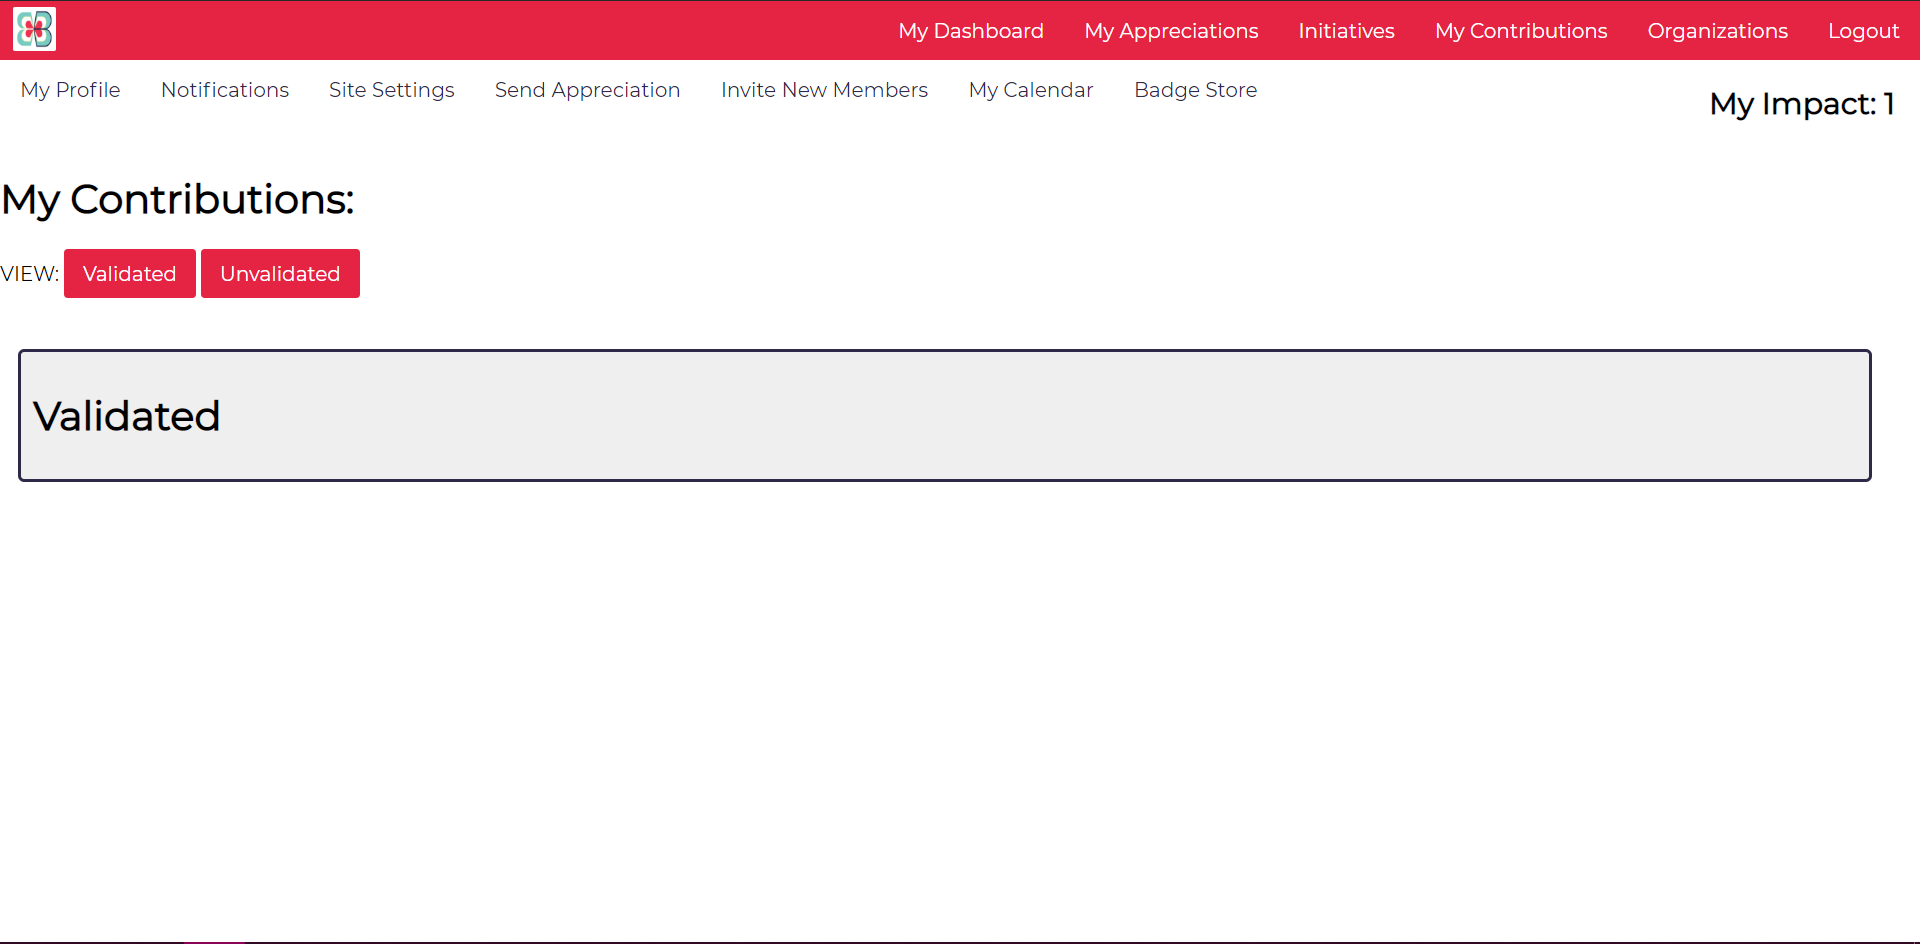 My Dashboard My Appreciations Initiatives My Contributions Organizations Logout
My Profile Notifications Site Settings Send Appreciation Invite New Members My Calendar Badge Store
My Impact: 1
My Contributions:
VIEW: Validated Unvalidated
Validated